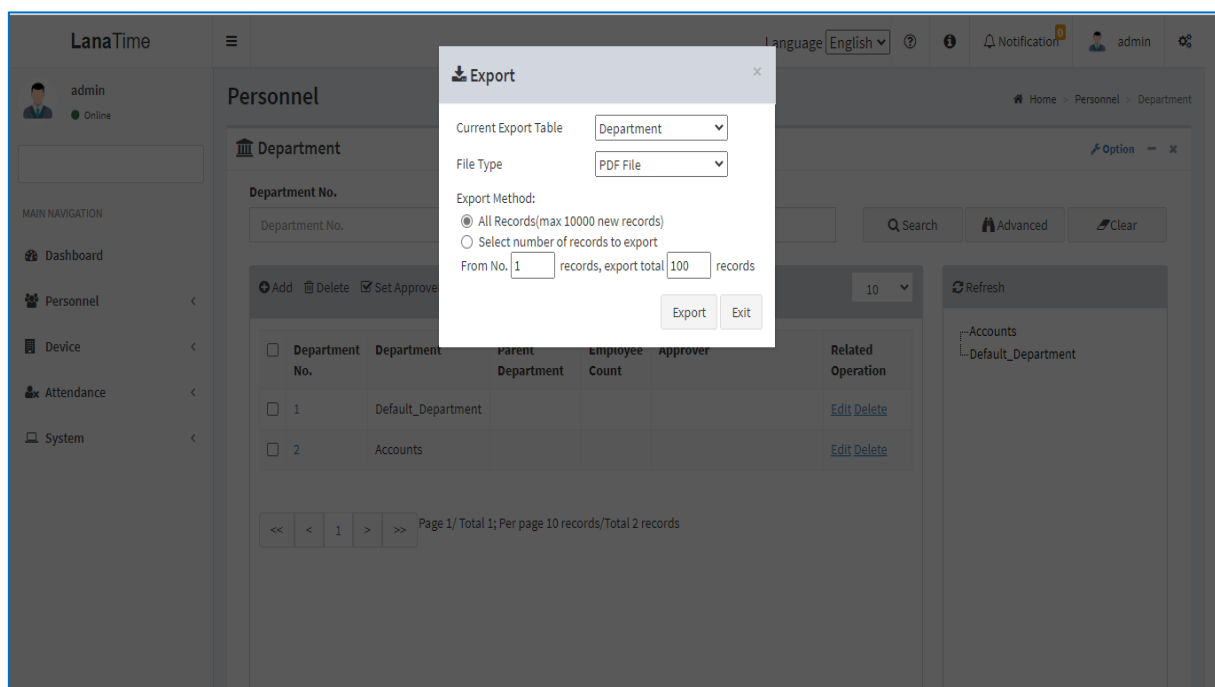 LanaTime
Language English
Notification 0
admin
admin
Online
Personnel
Home > Personnel > Department
Export
×
Current Export Table Department
File Type PDF File
Export Method:
All Records(max 10000 new records)
Select number of records to export
From No. 1 records, export total 100 records
Export Exit
Department
Option
Department No.
Department No.
Search Advanced Clear
MAIN NAVIGATION
Dashboard
Personnel
Device
Attendance
System
Add Delete Set Approve
10
Refresh
Accounts
Default_Department
Department No. Department Parent Department Employee Count Approver Related Operation
1 Default_Department Edit Delete
2 Accounts Edit Delete
<< < 1 > >> Page 1/ Total 1; Per page 10 records/Total 2 records